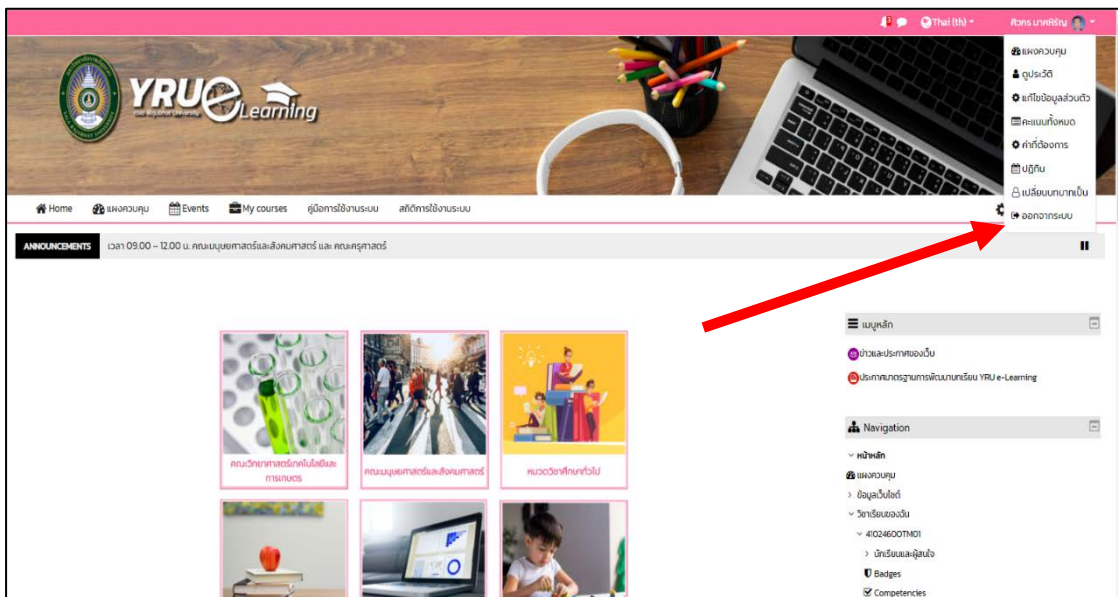 3
Thai (th)
ศิวกร มาศหิรัญ
แผงควบคุม
ดูประวัติ
แก้ไขข้อมูลส่วนตัว
คะแนนทั้งหมด
ค่าที่ต้องการ
ปฏิทิน
เปลี่ยนบทบาทเป็น
ออกจากระบบ
YRU e Learning
Home แผงควบคุม Events My courses คู่มือการใช้งานระบบ สถิติการใช้งานระบบ
ANNOUNCEMENTS เวลา 09.00 – 12.00 น. คณะมนุษยศาสตร์และสังคมศาสตร์ และ คณะครุศาสตร์
คณะวิทยาศาสตร์เทคโนโลยีและ
การเกษตร
คณะมนุษยศาสตร์และสังคมศาสตร์
หมวดวิชาศึกษาทั่วไป
เมนูหลัก
ข่าวและประกาศของเว็บ
ประกาศมาตรฐานการพัฒนาบทเรียน YRU e-Learning
Navigation
หน้าหลัก
แผงควบคุม
ข้อมูลเว็บไซต์
วิชาเรียนของฉัน
41024600TM01
นักเรียนและผู้สนใจ
Badges
Competencies